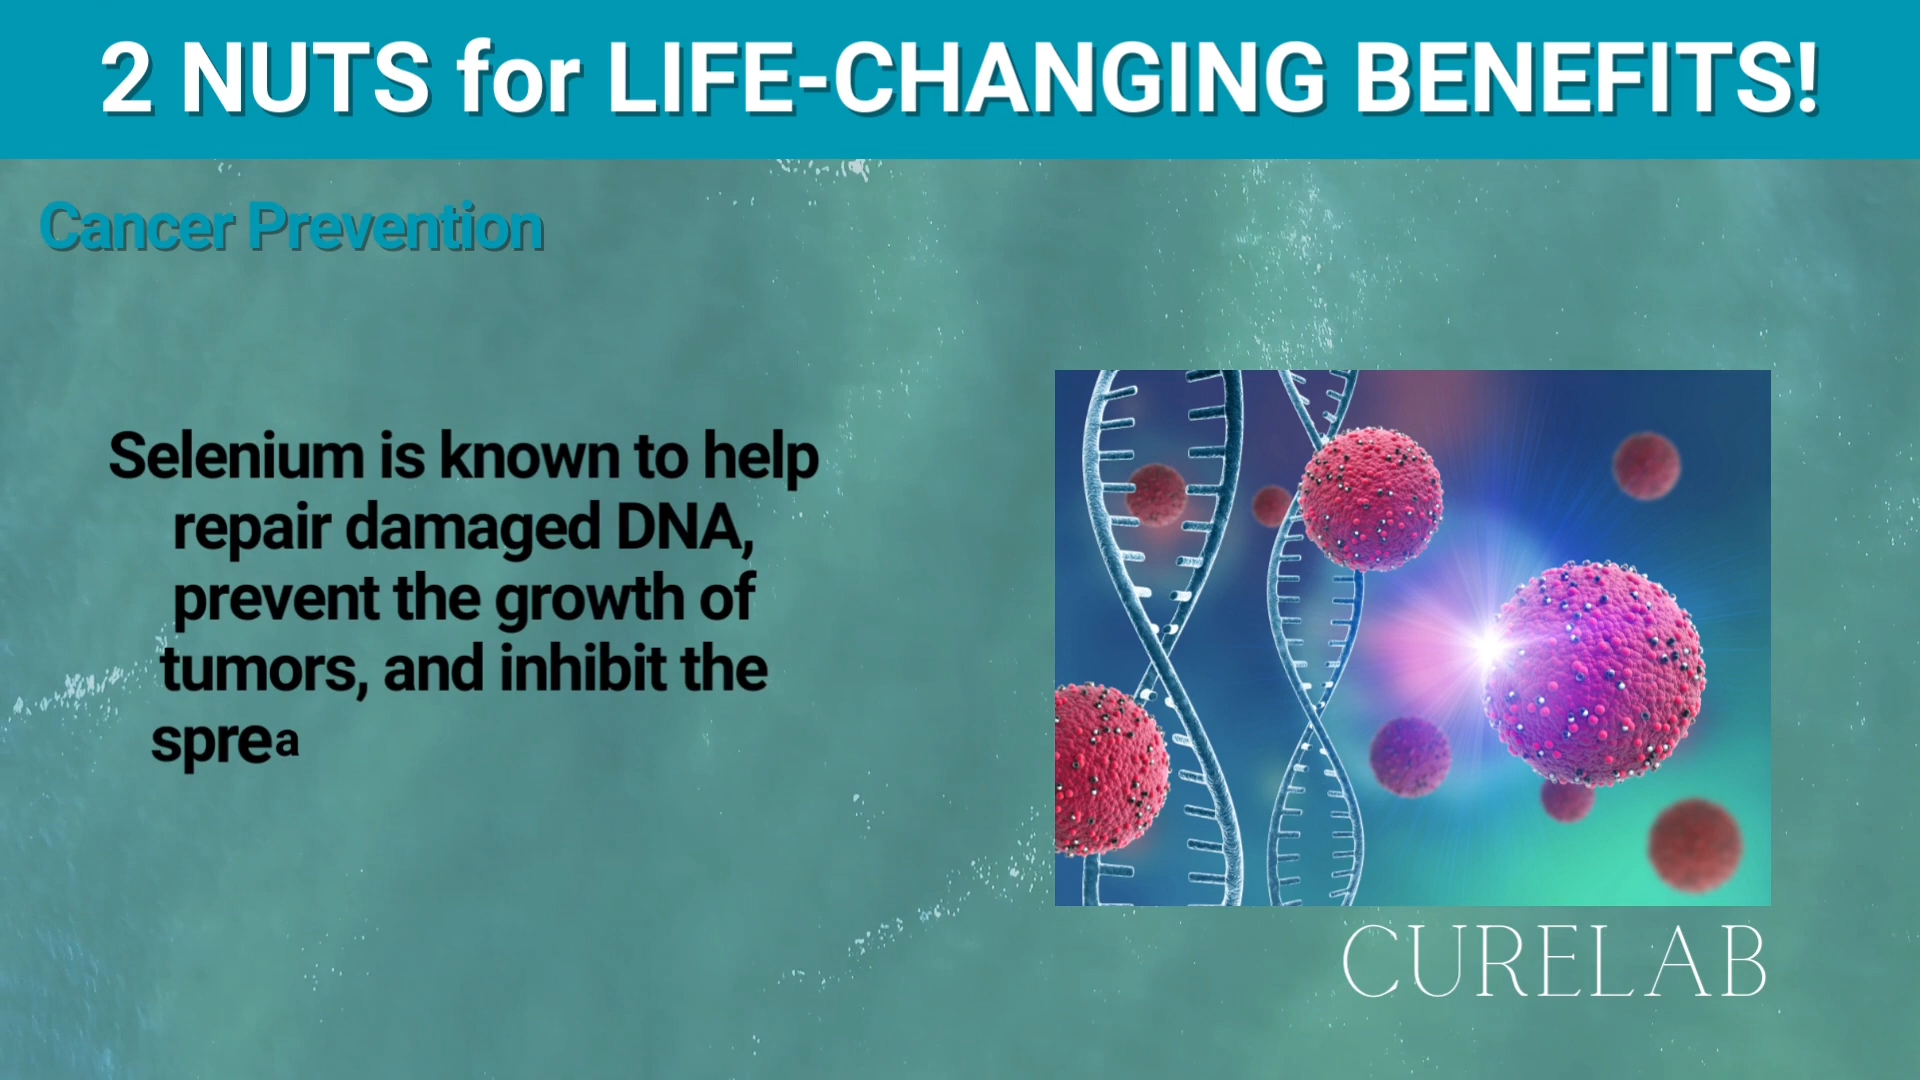 2 NUTS for LIFE-CHANGING BENEFITS!
Cancer Prevention
Selenium is known to help
repair damaged DNA,
prevent the growth of
tumors, and inhibit the
sprea
CURELAB